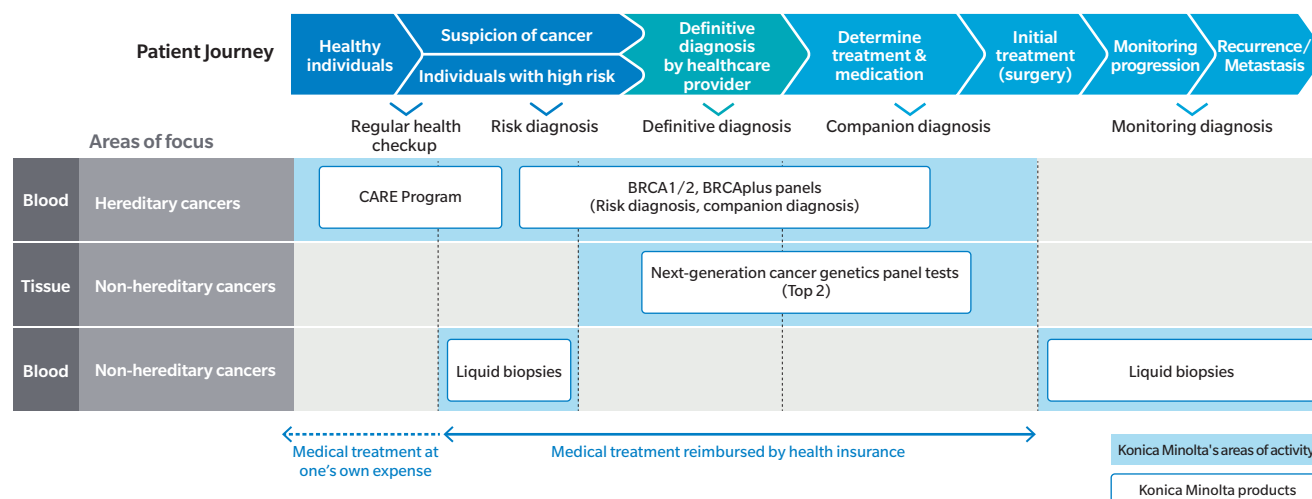 Patient Journey
Healthy
individuals
Suspicion of cancer
Individuals with high risk
Definitive
diagnosis
by healthcare
provider
Determine
treatment &
medication
Initial
treatment
(surgery)
Monitoring
progression
Recurrence/
Metastasis
Areas of focus
Regular health
checkup
Risk diagnosis
Definitive diagnosis
Companion diagnosis
Monitoring diagnosis
Blood
Hereditary cancers
CARE Program
BRCA1/2, BRCAplus panels
(Risk diagnosis, companion diagnosis)
Tissue
Non-hereditary cancers
Next-generation cancer genetics panel tests
(Top 2)
Blood
Non-hereditary cancers
Liquid biopsies
Liquid biopsies
Medical treatment at
one's own expense
Medical treatment reimbursed by health insurance
Konica Minolta's areas of activity
Konica Minolta products